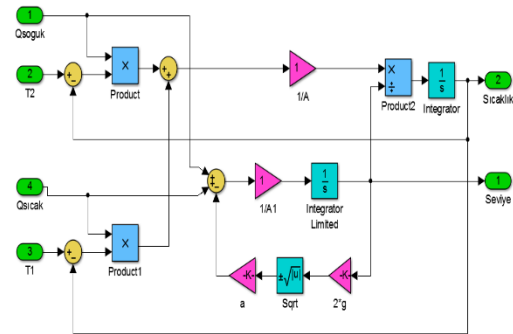 1
Qsoguk
2
T2
+
-
×
Product
+
+
1
1/A
×
÷
Product2
1
s
Integrator
2
Sıcaklık
4
Qsıcak
1
1/A1
1
s
Integrator
Limited
1
Seviye
3
T1
+
-
×
Product1
-K-
a
±√|u|
Sqrt
-K-
2*g